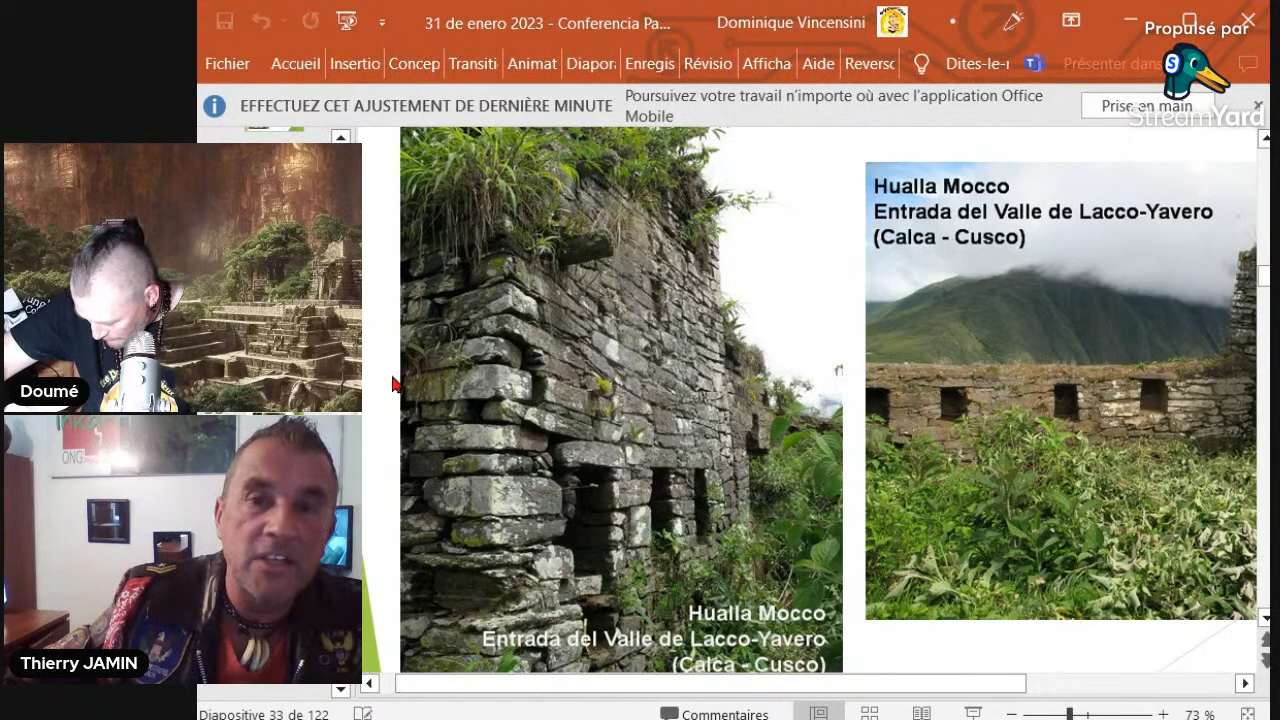 31 de enero 2023 - Conferencia Pa...
Dominique Vincensini
Propulsé par
StreamYard
Fichier
Accueil
Insertio
Concep
Transiti
Animat
Diapor
Enregis
Révisio
Afficha
Aide
Reversc
Dites-le-r
Présenter dans
EFFECTUEZ CET AJUSTEMENT DE DERNIÈRE MINUTE
Poursuivez votre travail n'importe où avec l'application Office
Mobile
Prise en main
Doumé
ONG
Thierry JAMIN
Hualla Mocco
Entrada del Valle de Lacco-Yavero
(Calca - Cusco)
Hualla Mocco
Entrada del Valle de Lacco-Yavero
(Calca - Cusco)
Diapositive 33 de 122
Commentaires
73 %